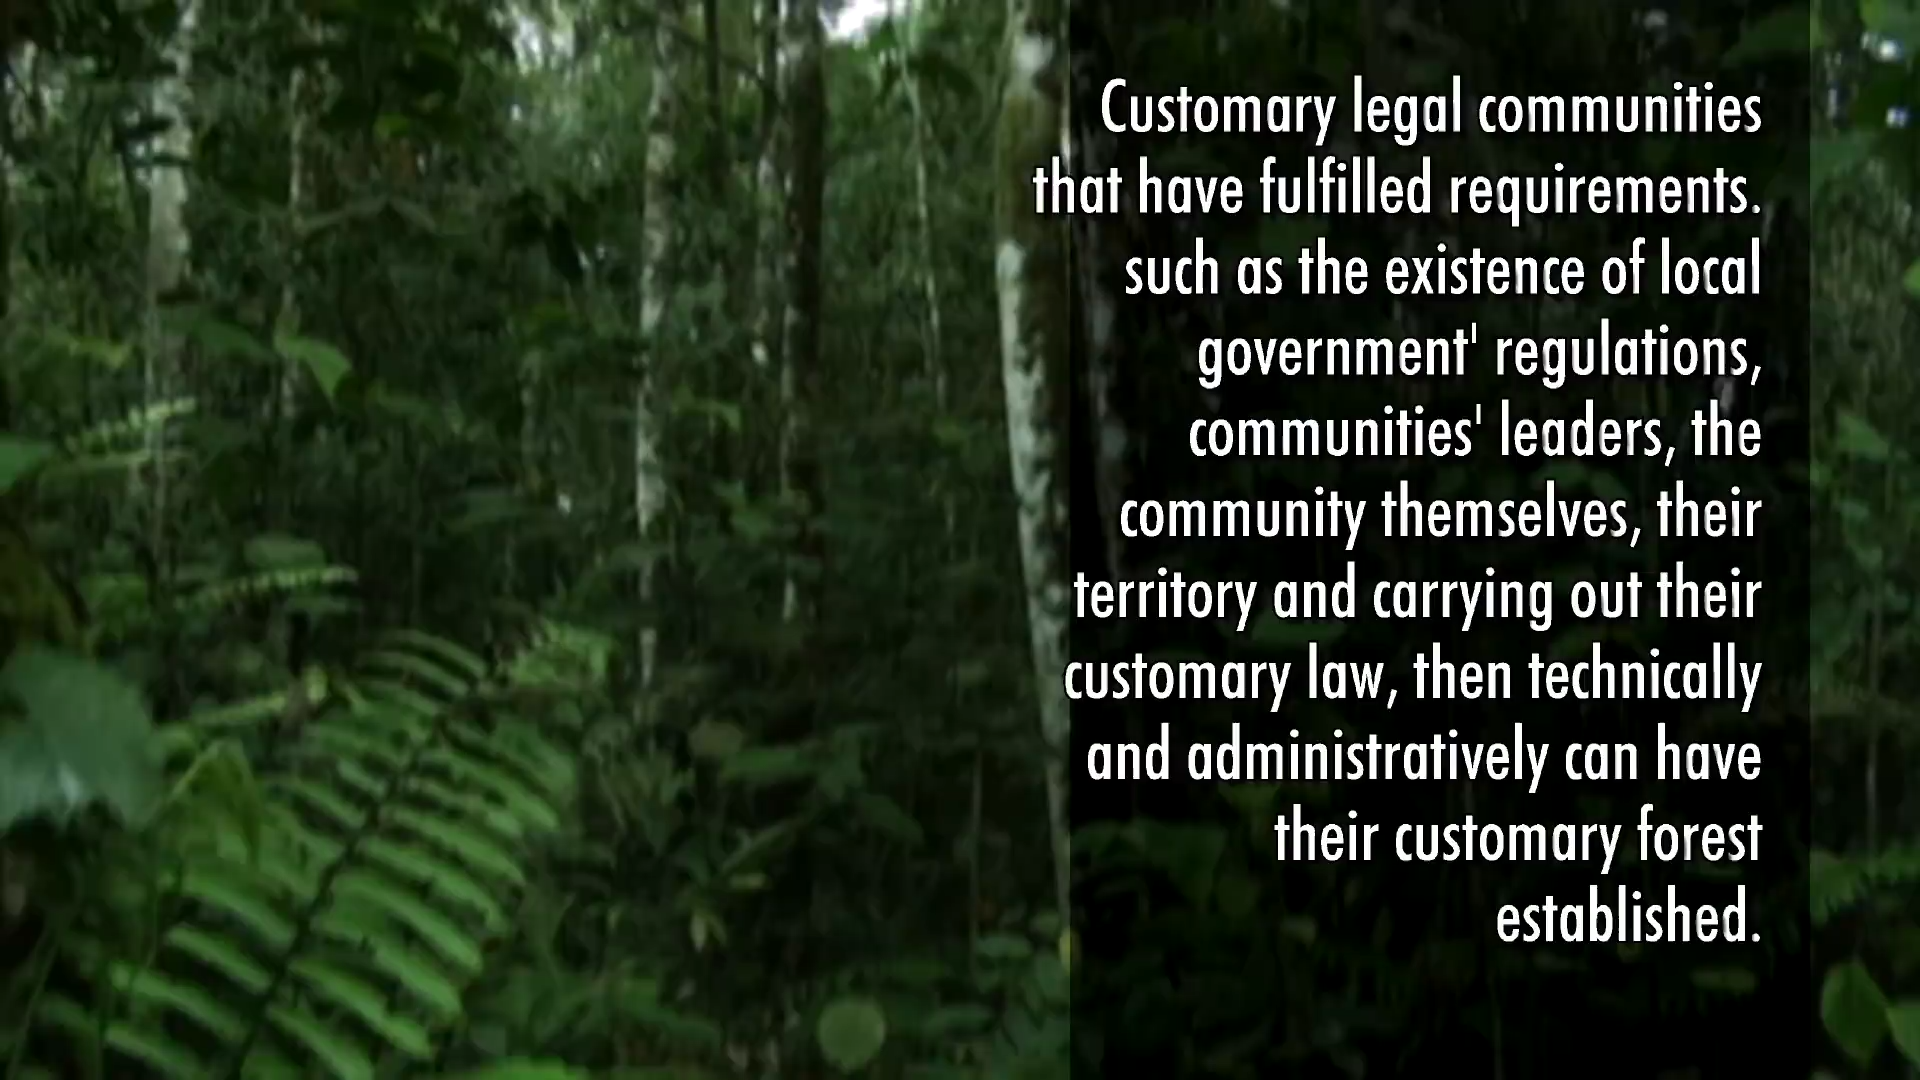 Customary legal communities
that have fulfilled requirements.
such as the existence of local
government' regulations,
communities' leaders, the
community themselves, their
territory and carrying out their
customary law, then technically
and administratively can have
their customary forest
established.